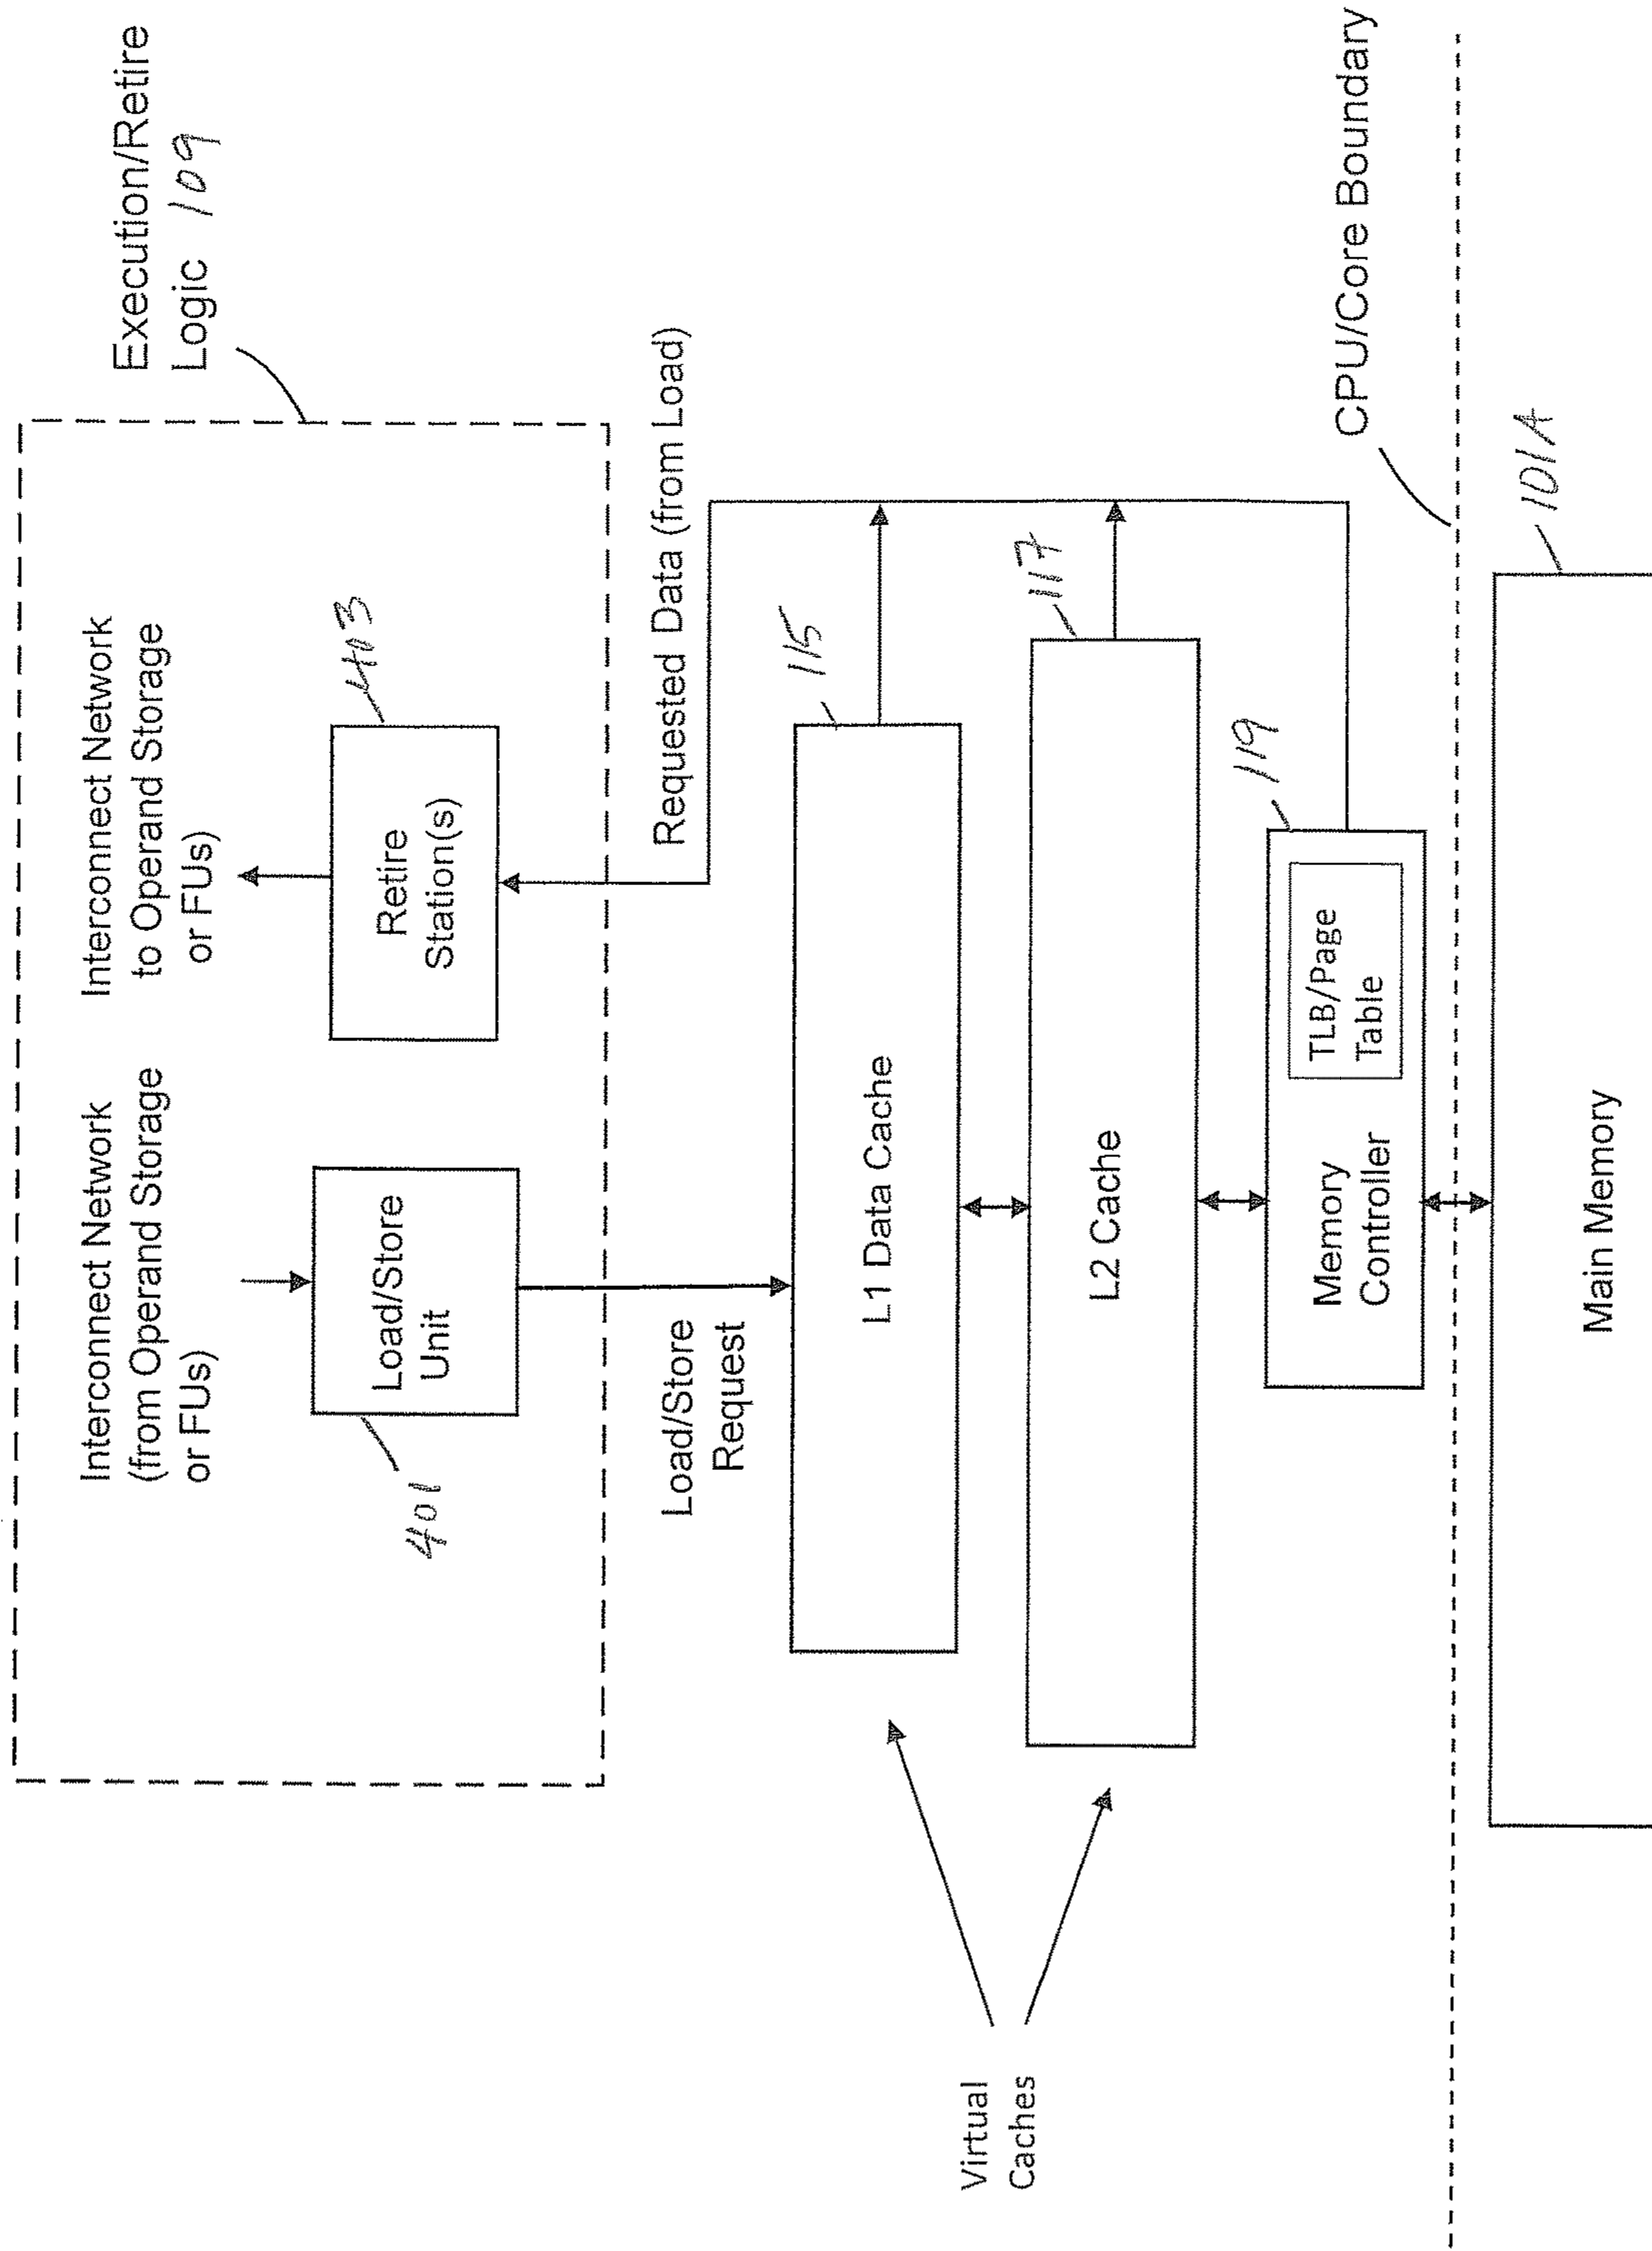 Execution/Retire
Logic 109
Interconnect Network
(from Operand Storage
or FUs)
Interconnect Network
to Operand Storage
or FUs)
Load/Store
Unit
401
Retire
Station(s)
403
Load/Store
Request
Requested Data (from Load)
L1 Data Cache
115
L2 Cache
117
Virtual
Caches
Memory
Controller
TLB/Page
Table
119
CPU/Core Boundary
Main Memory
101A